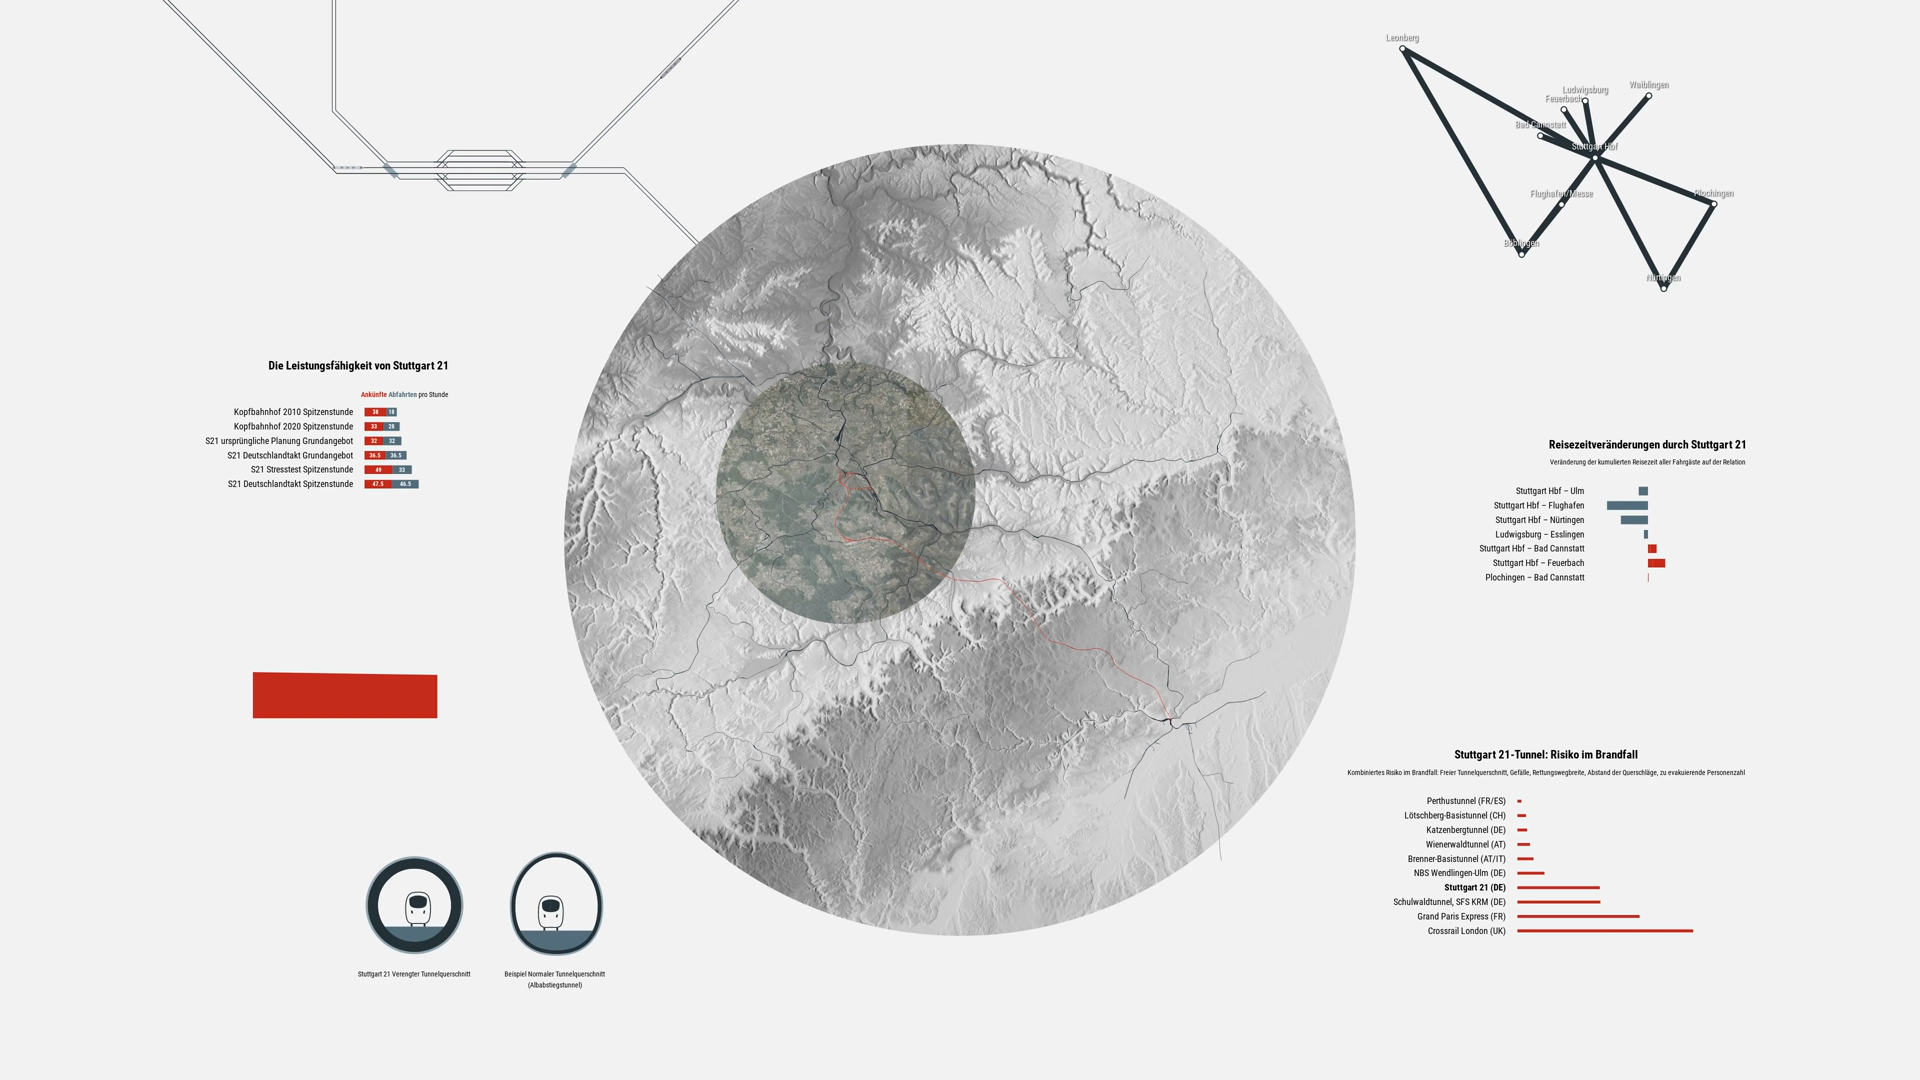 Leonberg
Waiblingen
Ludwigsburg
Feuerbach
Bad Cannstatt
Stuttgart Hbf
Flughafen/Messe
Plochingen
Böblingen
Nürtingen
Die Leistungsfähigkeit von Stuttgart 21
Ankünfte Abfahrten pro Stunde
Kopfbahnhof 2010 Spitzenstunde 38 18
Kopfbahnhof 2020 Spitzenstunde 33 28
S21 ursprüngliche Planung Grundangebot 32 32
S21 Deutschlandtakt Grundangebot 36.5 36.5
S21 Stresstest Spitzenstunde 49 33
S21 Deutschlandtakt Spitzenstunde 47.5 46.5
Reisezeitveränderungen durch Stuttgart 21
Veränderung der kumulierten Reisezeit aller Fahrgäste auf der Relation
Stuttgart Hbf – Ulm
Stuttgart Hbf – Flughafen
Stuttgart Hbf – Nürtingen
Ludwigsburg – Esslingen
Stuttgart Hbf – Bad Cannstatt
Stuttgart Hbf – Feuerbach
Plochingen – Bad Cannstatt
Stuttgart 21-Tunnel: Risiko im Brandfall
Kombiniertes Risiko im Brandfall: Freier Tunnelquerschnitt, Gefälle, Rettungswegbreite, Abstand der Querschläge, zu evakuierende Personenzahl
Perthustunnel (FR/ES)
Lötschberg-Basistunnel (CH)
Katzenbergtunnel (DE)
Wienerwaldtunnel (AT)
Brenner-Basistunnel (AT/IT)
NBS Wendlingen-Ulm (DE)
Stuttgart 21 (DE)
Schulwaldtunnel, SFS KRM (DE)
Grand Paris Express (FR)
Crossrail London (UK)
Stuttgart 21 Verengter Tunnelquerschnitt
Beispiel Normaler Tunnelquerschnitt
(Albabstiegstunnel)